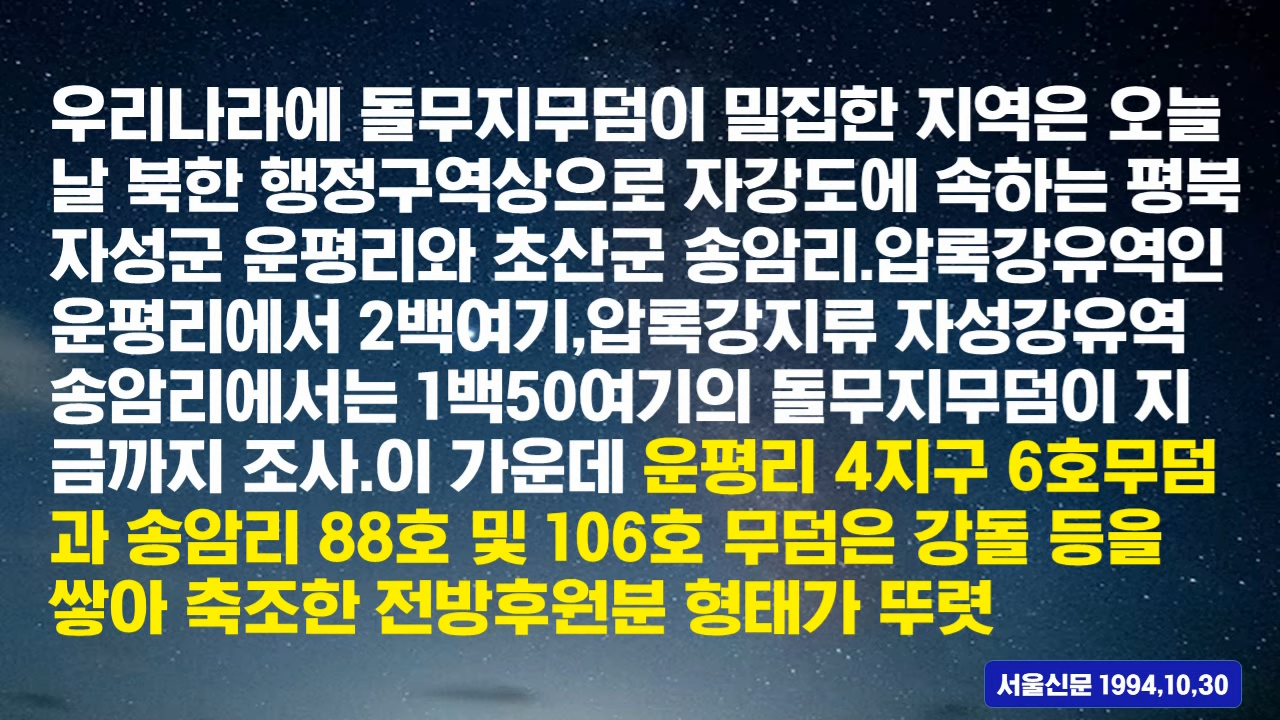 우리나라에 돌무지무덤이 밀집한 지역은 오늘
날 북한 행정구역상으로 자강도에 속하는 평북
자성군 운평리와 초산군 송암리.압록강유역인
운평리에서 2백여기,압록강지류 자성강유역
송암리에서는 1백50여기의 돌무지무덤이 지
금까지 조사.이 가운데 운평리 4지구 6호무덤
과 송암리 88호 및 106호 무덤은 강돌 등을
쌓아 축조한 전방후원분 형태가 뚜렷
서울신문 1994,10,30